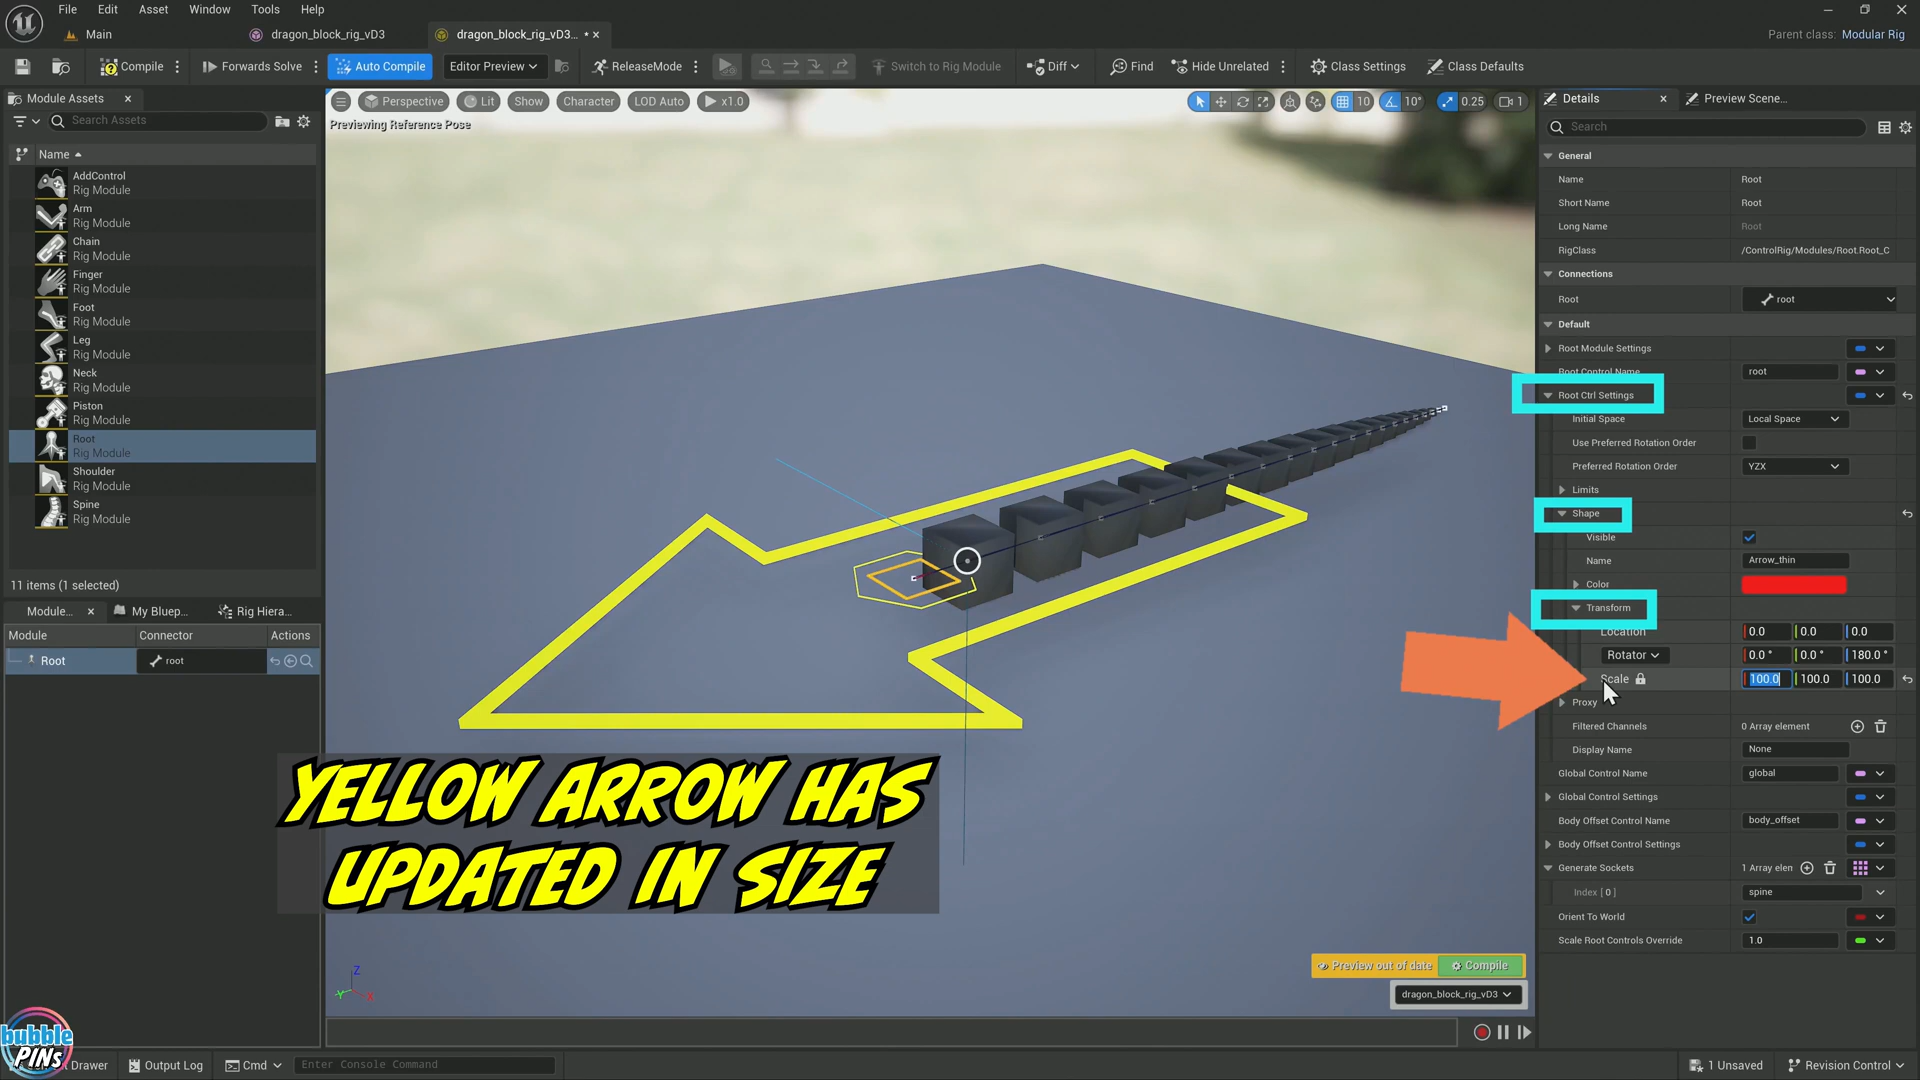 File Edit Asset Window Tools Help
Main
dragon_block_rig_vD3
dragon_block_rig_vD3... •
Parent class: Modular Rig
Compile
Forwards Solve
Auto Compile
Editor Preview
ReleaseMode
Switch to Rig Module
Diff
Find
Hide Unrelated
Class Settings
Class Defaults
Module Assets
Search Assets
Name
AddControl
Rig Module
Arm
Rig Module
Chain
Rig Module
Finger
Rig Module
Foot
Rig Module
Leg
Rig Module
Neck
Rig Module
Piston
Rig Module
Root
Rig Module
Shoulder
Rig Module
Spine
Rig Module
11 items (1 selected)
Module...
My Bluep...
Rig Hiera...
Module Connector Actions
Root root
Perspective Lit Show Character LOD Auto x1.0
10 10° 0.25 1
Previewing Reference Pose
YELLOW ARROW HAS
UPDATED IN SIZE
Z
Y X
Preview out of date Compile
dragon_block_rig_vD3
Details
Preview Scene...
Search
General
Name Root
Short Name Root
Long Name Root
RigClass /ControlRig/Modules/Root.Root_C
Connections
Root root
Default
Root Module Settings
Root Control Name root
Root Ctrl Settings
Initial Space Local Space
Use Preferred Rotation Order
Preferred Rotation Order YZX
Limits
Shape
Visible
Name Arrow_thin
Color
Transform
Location 0.0 0.0 0.0
Rotator 0.0 ° 0.0 ° 180.0 °
Scale 100.0 100.0 100.0
Proxy
Filtered Channels 0 Array element
Display Name None
Global Control Name global
Global Control Settings
Body Offset Control Name body_offset
Body Offset Control Settings
Generate Sockets 1 Array elen
Index [ 0 ] spine
Orient To World
Scale Root Controls Override 1.0
bubble
PINS
Drawer
Output Log
Cmd
Enter Console Command
1 Unsaved
Revision Control